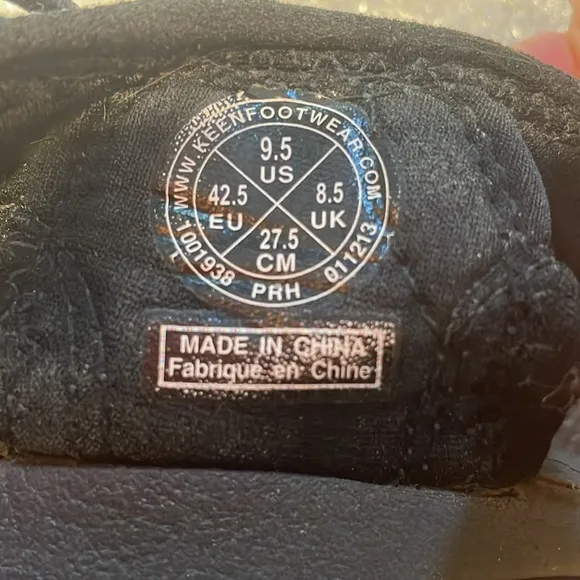 WWW.KEENFOOTWEAR.COM
9.5
US
42.5
EU
8.5
UK
27.5
CM
1001938 PRH 011213
MADE IN CHINA
Fabriqué en Chine